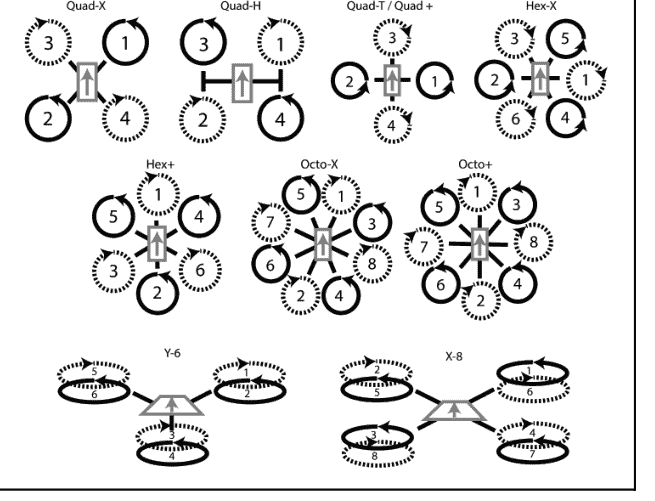 Quad-X Quad-H Quad-T / Quad + Hex-X
3 1 3 1 3 3 5
2 1 2 1
2 4 2 4 4 6 4
Hex+ Octo-X Octo+
1 5 1 1
5 4 7 3 5 3
7 8
3 6 6 8 6 4
2 2 4 2
Y-6 X-8
5 1 2 1
6 2 5 6
3 3 4
4 8 7